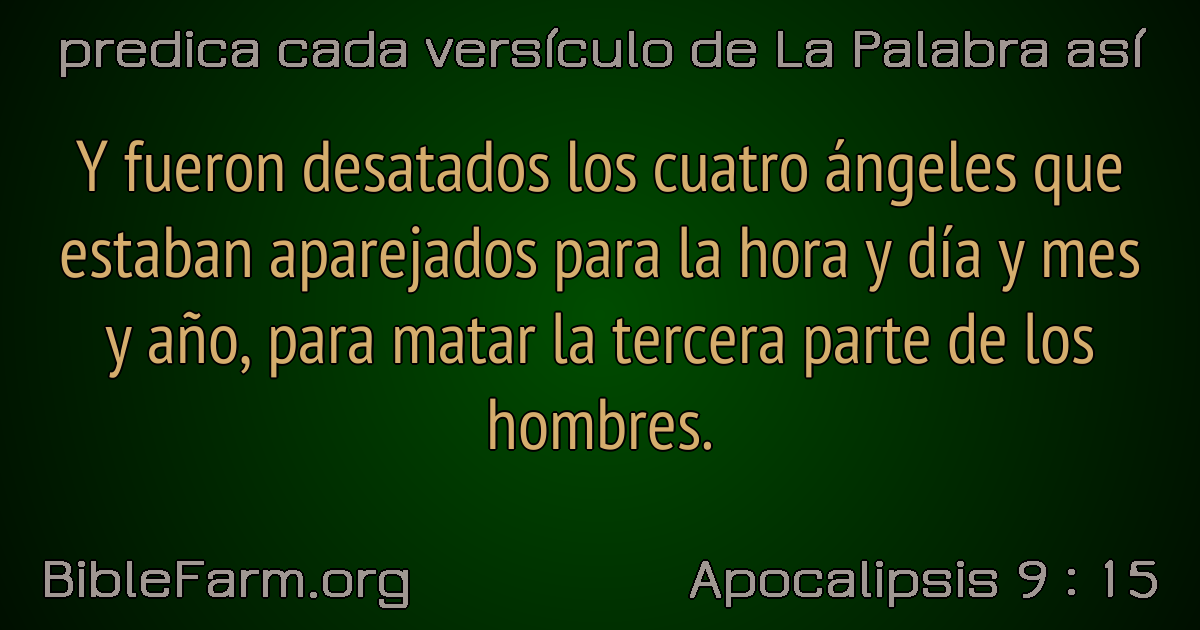 predica cada versículo de La Palabra así
Y fueron desatados los cuatro ángeles que
estaban aparejados para la hora y día y mes
y año, para matar la tercera parte de los
hombres.
BibleFarm.org
Apocalipsis 9 : 15